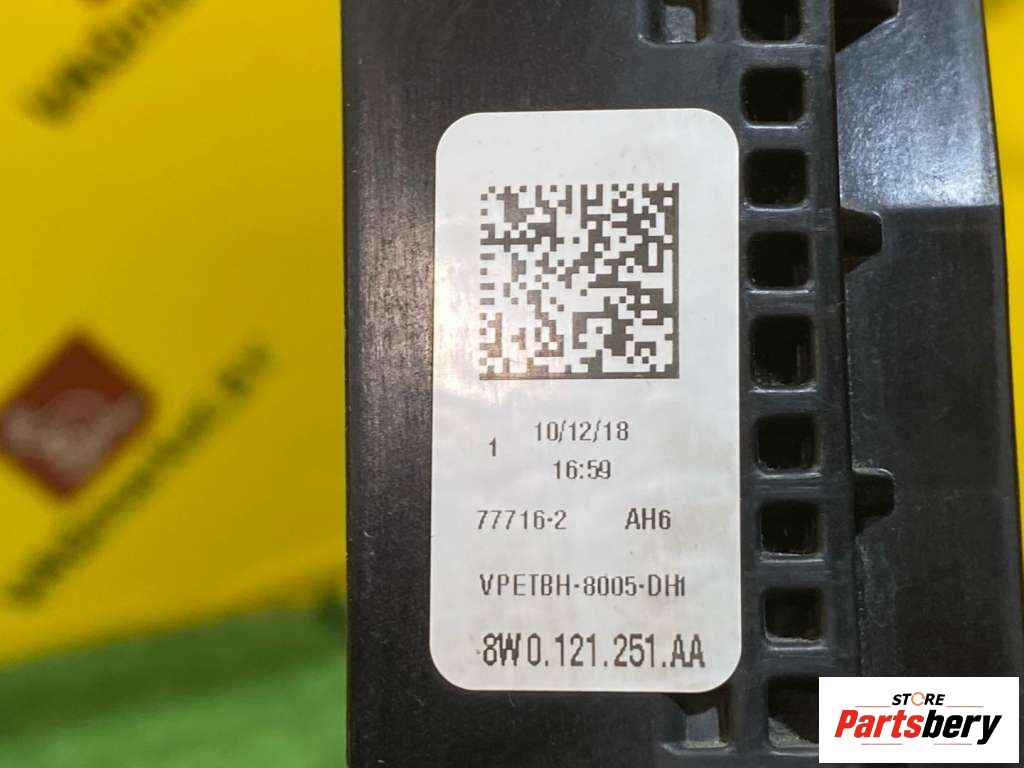 1 10/12/18
16:59
77716-2 AH6
VPETBH-8005-DH1
8W0.121.251.AA
STORE
Partsbery